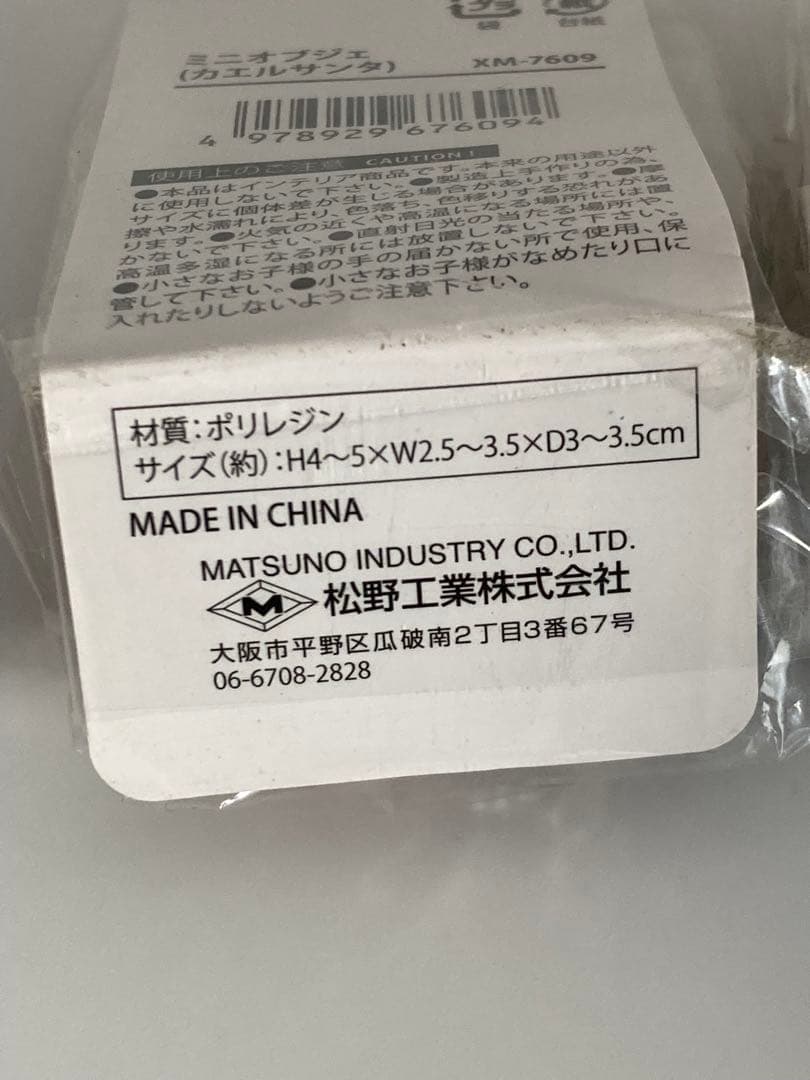 プラ
紙
袋
台紙
ミニオブジェ
(カエルサンタ) XM-7609
4 978929 676094
使用上のご注意 CAUTION!
●本品はインテリア商品です。本来の用途以外
に使用しないで下さい。●製造上手作りの為、
サイズに個体差が生じる場合があります。●摩
擦や水濡れにより、色落ち、色移りする恐れがあ
ります。●火気の近くや高温になる場所には置
かないで下さい。●直射日光の当たる場所や、
高温多湿になる所には放置しないで下さい。
●小さなお子様の手の届かない所で使用、保
管して下さい。●小さなお子様がなめたり口に
入れたりしないようご注意下さい。
材質:ポリレジン
サイズ(約):H4〜5×W2.5〜3.5×D3〜3.5cm
MADE IN CHINA
MATSUNO INDUSTRY CO.,LTD.
M 松野工業株式会社
大阪市平野区瓜破南2丁目3番67号
06-6708-2828